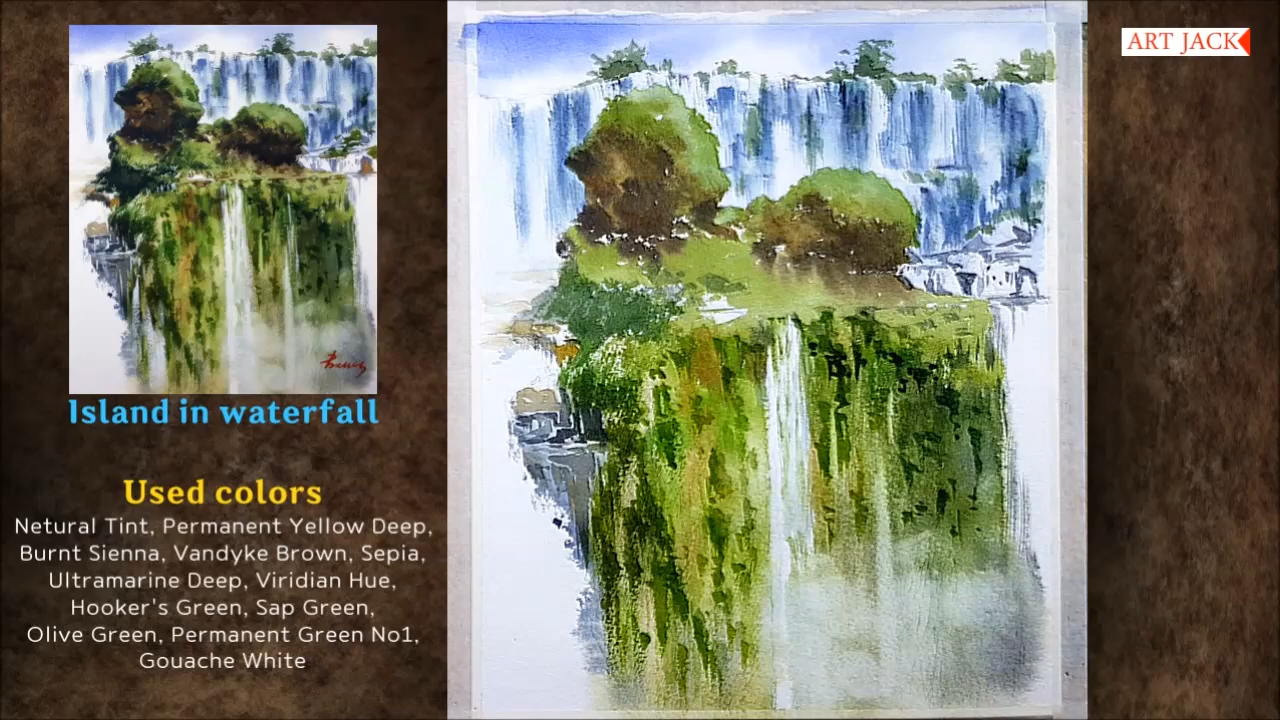 ART JACK
Island in waterfall
Used colors
Netural Tint, Permanent Yellow Deep,
Burnt Sienna, Vandyke Brown, Sepia,
Ultramarine Deep, Viridian Hue,
Hooker's Green, Sap Green,
Olive Green, Permanent Green No1,
Gouache White